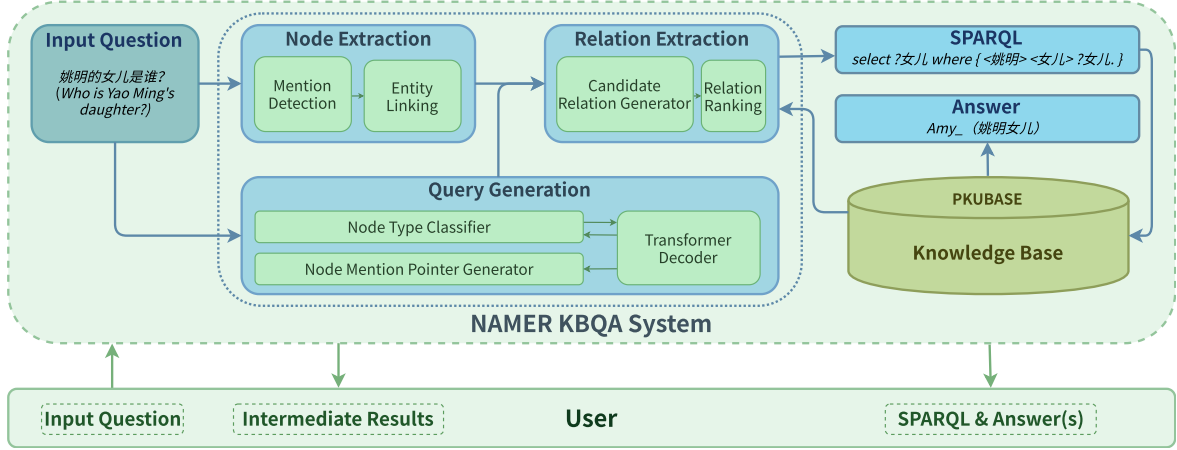 Input Question
姚明的女儿是谁?
(Who is Yao Ming's
daughter?)
Node Extraction
Mention
Detection
Entity
Linking
Relation Extraction
Candidate
Relation Generator
Relation
Ranking
SPARQL
select ?女儿 where { <姚明> <女儿> ?女儿. }
Answer
Amy_（姚明女儿）
Query Generation
Node Type Classifier
Node Mention Pointer Generator
Transformer
Decoder
PKUBASE
Knowledge Base
NAMER KBQA System
Input Question
Intermediate Results
User
SPARQL & Answer(s)